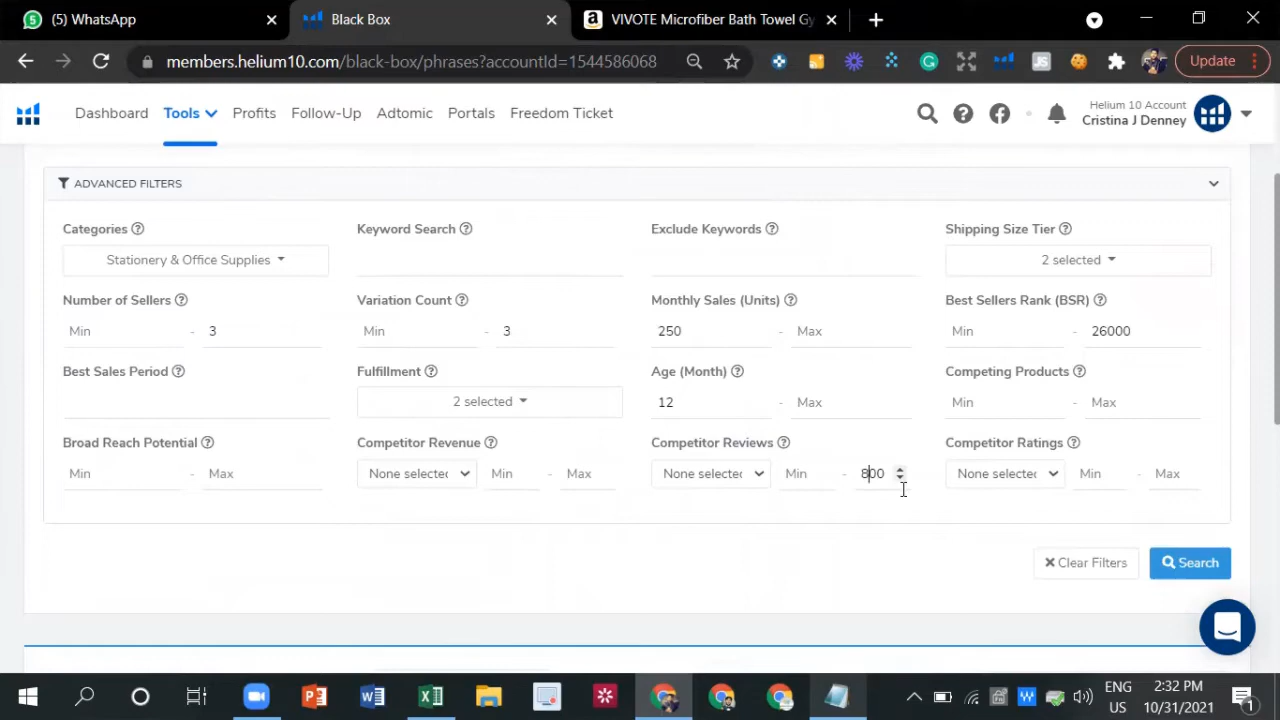 (5) WhatsApp
Black Box
VIVOTE Microfiber Bath Towel Gy
members.helium10.com/black-box/phrases?accountId=1544586068
Update
Dashboard Tools Profits Follow-Up Adtomic Portals Freedom Ticket
Helium 10 Account
Cristina J Denney
ADVANCED FILTERS
Categories Keyword Search Exclude Keywords Shipping Size Tier
Stationery & Office Supplies 2 selected
Number of Sellers Variation Count Monthly Sales (Units) Best Sellers Rank (BSR)
Min - 3 Min - 3 250 - Max Min - 26000
Best Sales Period Fulfillment Age (Month) Competing Products
2 selected 12 - Max Min - Max
Broad Reach Potential Competitor Revenue Competitor Reviews Competitor Ratings
Min - Max None selected Min - Max None selected Min - 800 None selected Min - Max
Clear Filters Search
ENG 2:32 PM
US 10/31/2021
1